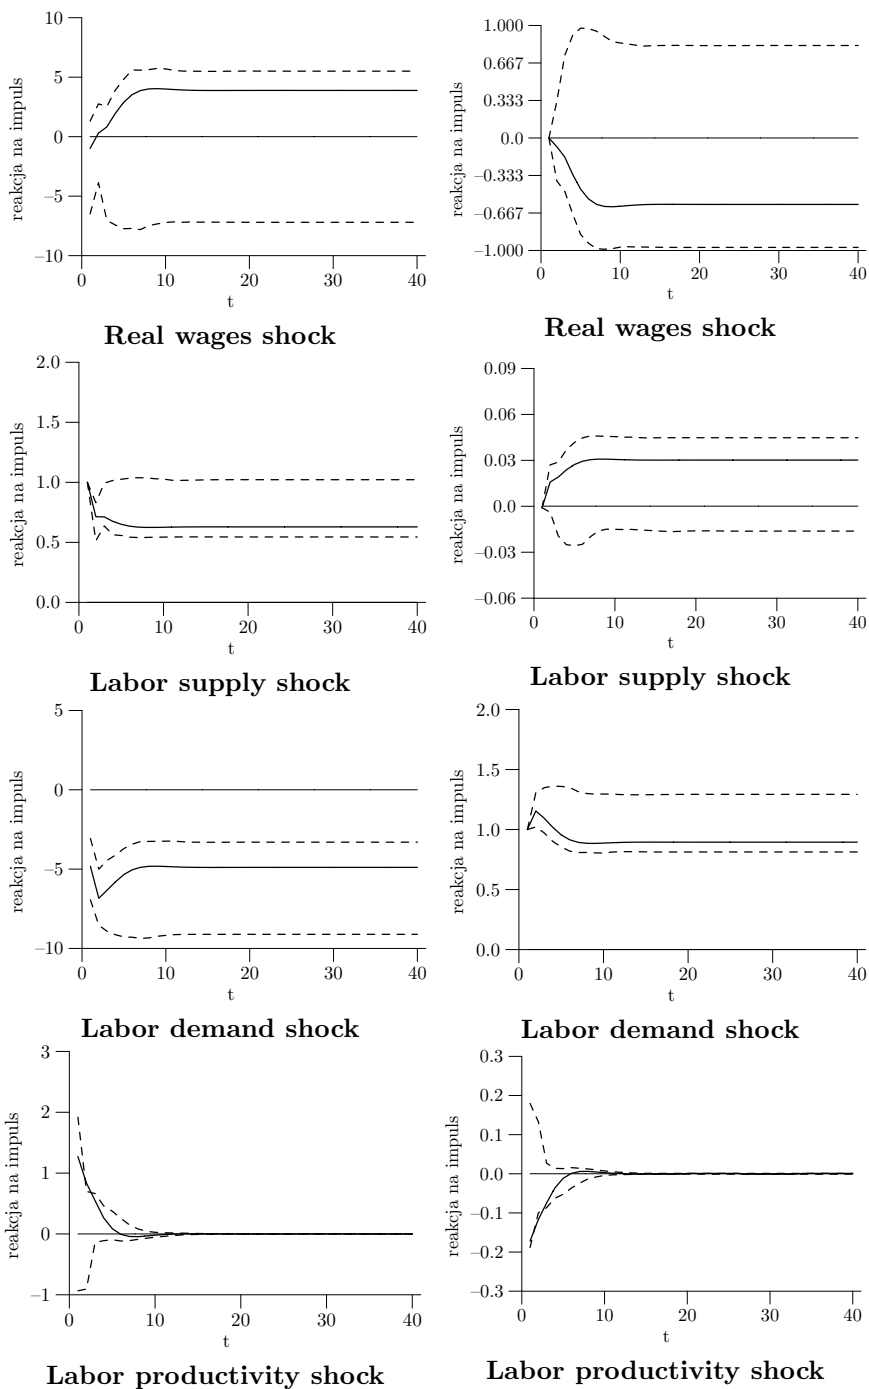 10
5
0
–5
–10
reakcja na impuls
0 10 20 30 40
t
Real wages shock
1.000
0.667
0.333
0.0
–0.333
–0.667
–1.000
reakcja na impuls
0 10 20 30 40
t
Real wages shock
2.0
1.5
1.0
0.5
0.0
reakcja na impuls
0 10 20 30 40
t
Labor supply shock
0.09
0.06
0.03
0.0
–0.03
–0.06
reakcja na impuls
0 10 20 30 40
t
Labor supply shock
5
0
–5
–10
reakcja na impuls
0 10 20 30 40
t
Labor demand shock
2.0
1.5
1.0
0.5
0.0
reakcja na impuls
0 10 20 30 40
t
Labor demand shock
3
2
1
0
–1
reakcja na impuls
0 10 20 30 40
t
Labor productivity shock
0.3
0.2
0.1
0.0
–0.1
–0.2
–0.3
reakcja na impuls
0 10 20 30 40
t
Labor productivity shock